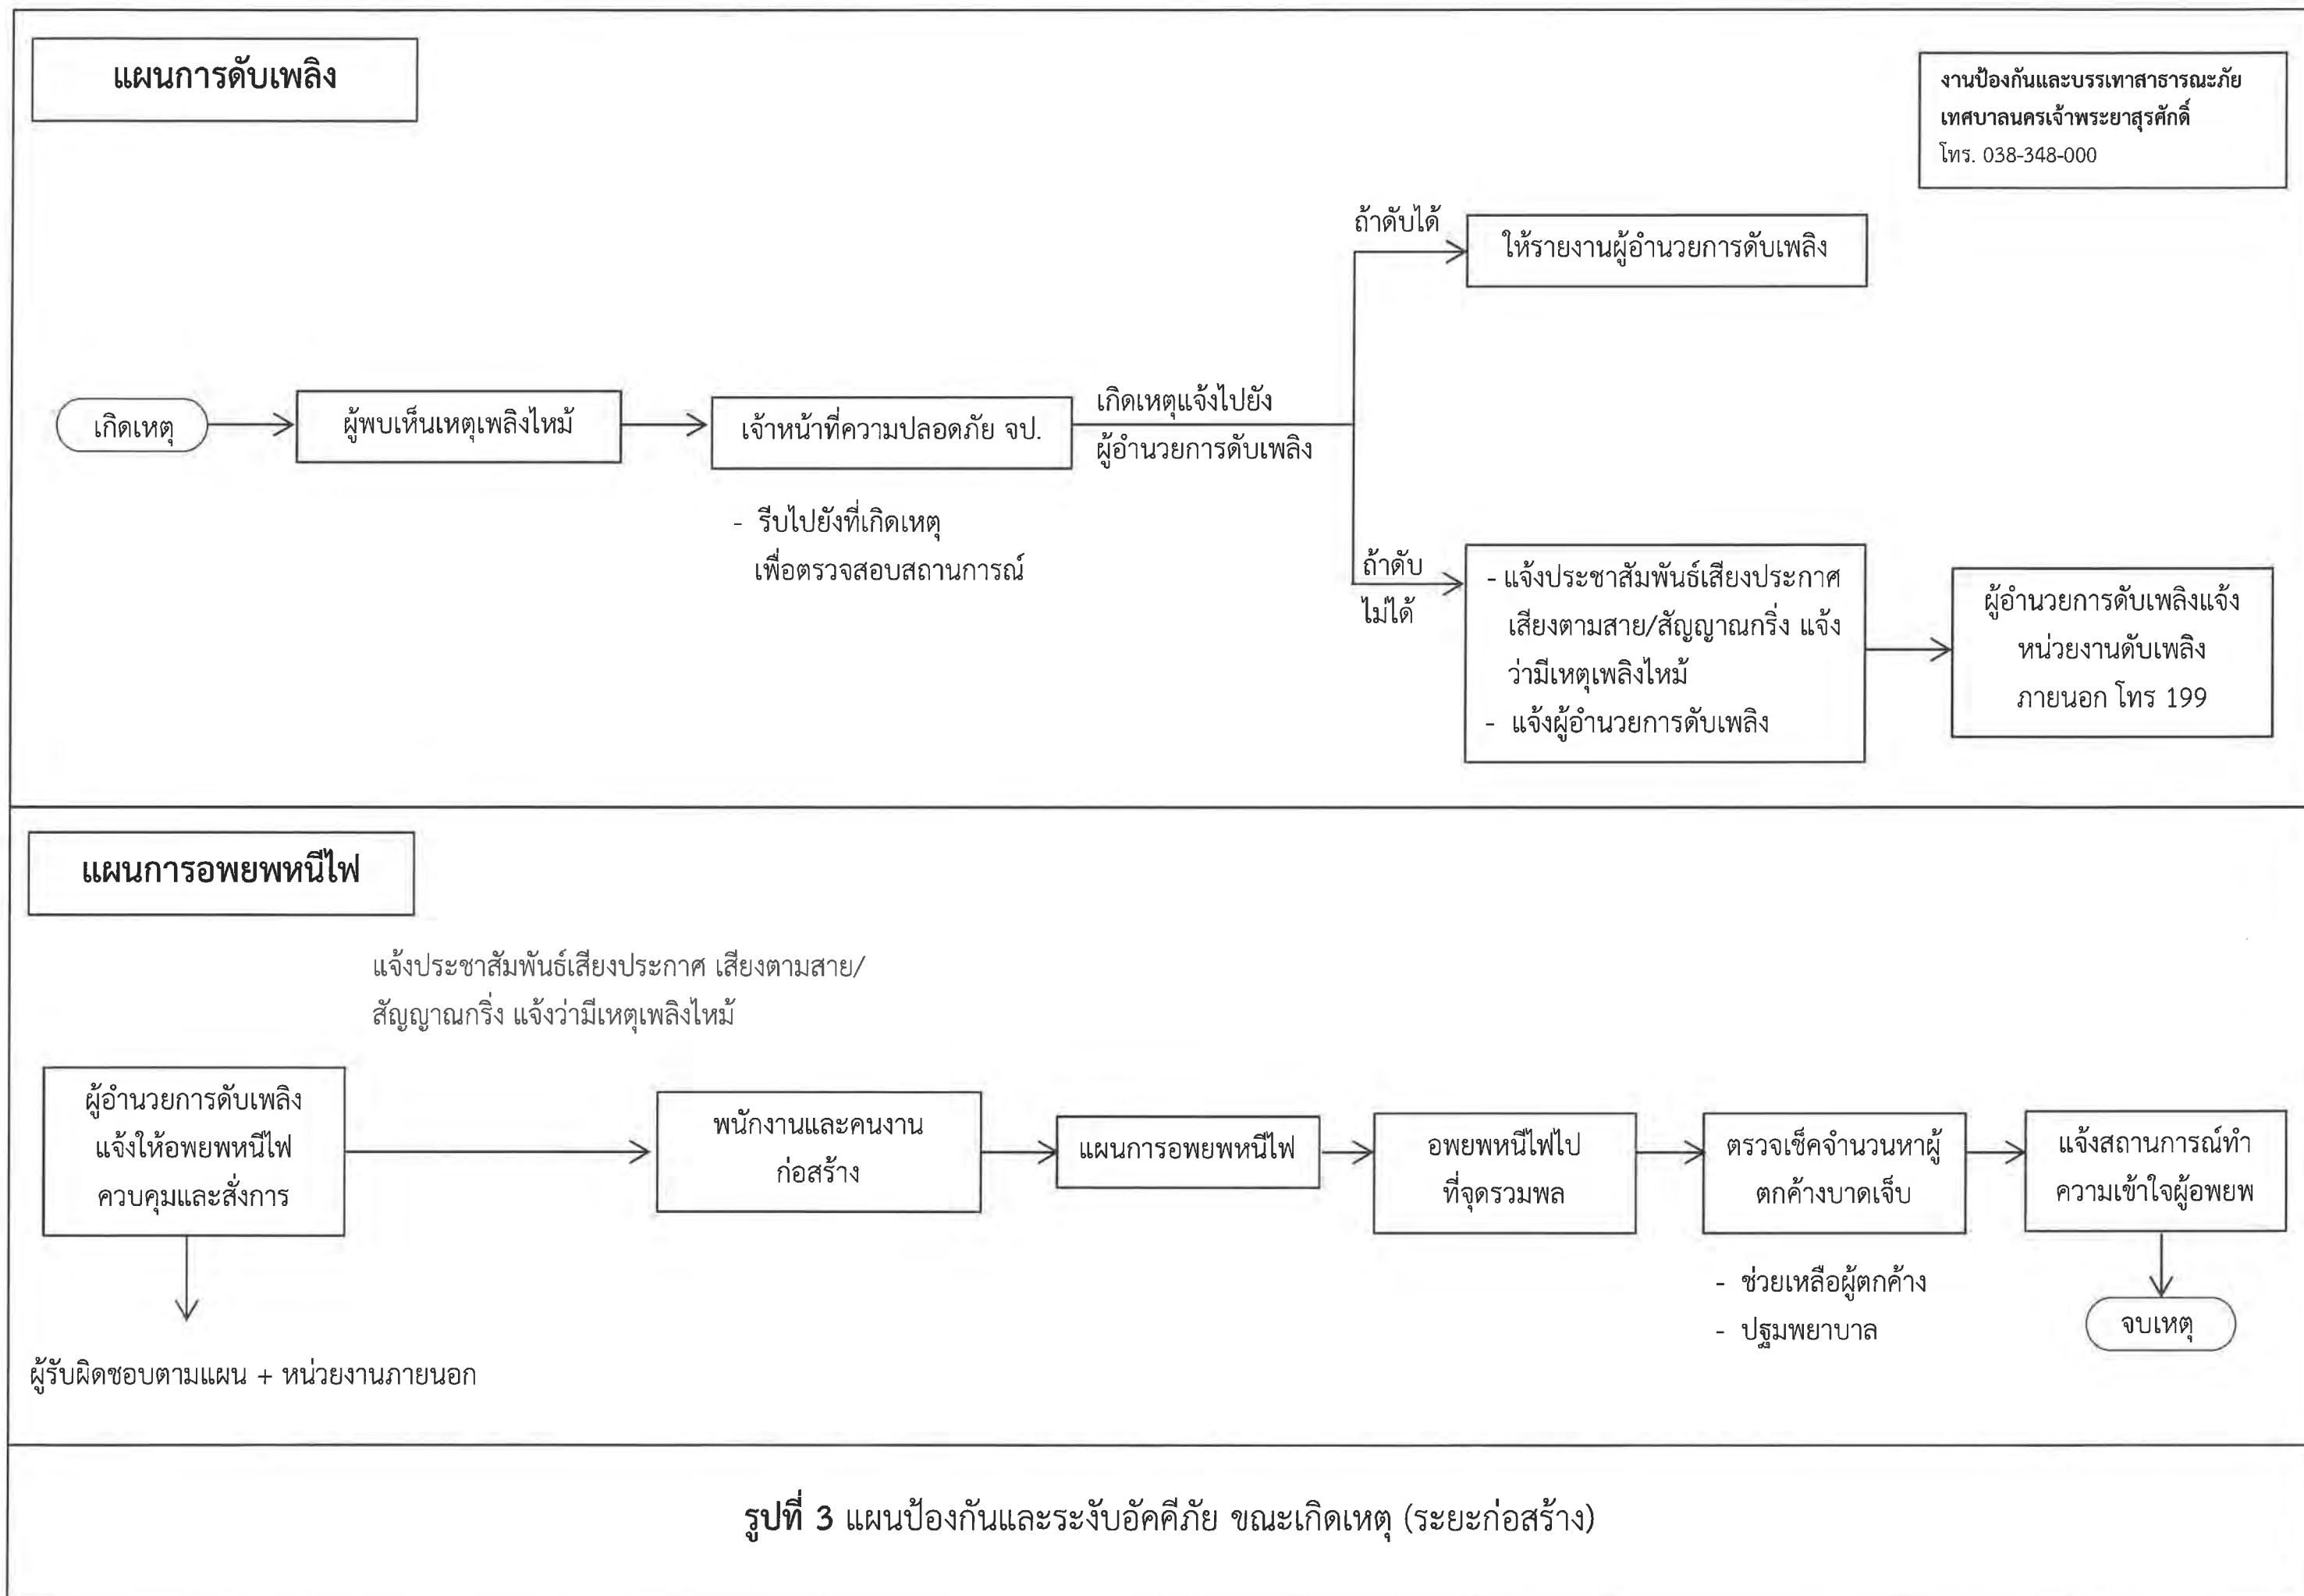 แผนการดับเพลิง
งานป้องกันและบรรเทาสาธารณะภัย
เทศบาลนครเจ้าพระยาสุรศักดิ์
โทร. 038-348-000
ถ้าดับได้
ให้รายงานผู้อำนวยการดับเพลิง
เกิดเหตุ
ผู้พบเห็นเหตุเพลิงไหม้
เจ้าหน้าที่ความปลอดภัย จป.
เกิดเหตุแจ้งไปยัง
ผู้อำนวยการดับเพลิง
- รีบไปยังที่เกิดเหตุ
เพื่อตรวจสอบสถานการณ์
ถ้าดับ
ไม่ได้
- แจ้งประชาสัมพันธ์เสียงประกาศ
เสียงตามสาย/สัญญาณกริ่ง แจ้ง
ว่ามีเหตุเพลิงไหม้
- แจ้งผู้อำนวยการดับเพลิง
ผู้อำนวยการดับเพลิงแจ้ง
หน่วยงานดับเพลิง
ภายนอก โทร 199
แผนการอพยพหนีไฟ
แจ้งประชาสัมพันธ์เสียงประกาศ เสียงตามสาย/
สัญญาณกริ่ง แจ้งว่ามีเหตุเพลิงไหม้
ผู้อำนวยการดับเพลิง
แจ้งให้อพยพหนีไฟ
ควบคุมและสั่งการ
พนักงานและคนงาน
ก่อสร้าง
แผนการอพยพหนีไฟ
อพยพหนีไฟไป
ที่จุดรวมพล
ตรวจเช็คจำนวนหาผู้
ตกค้างบาดเจ็บ
แจ้งสถานการณ์ทำ
ความเข้าใจผู้อพยพ
- ช่วยเหลือผู้ตกค้าง
- ปฐมพยาบาล
จบเหตุ
ผู้รับผิดชอบตามแผน + หน่วยงานภายนอก
รูปที่ 3 แผนป้องกันและระงับอัคคีภัย ขณะเกิดเหตุ (ระยะก่อสร้าง)